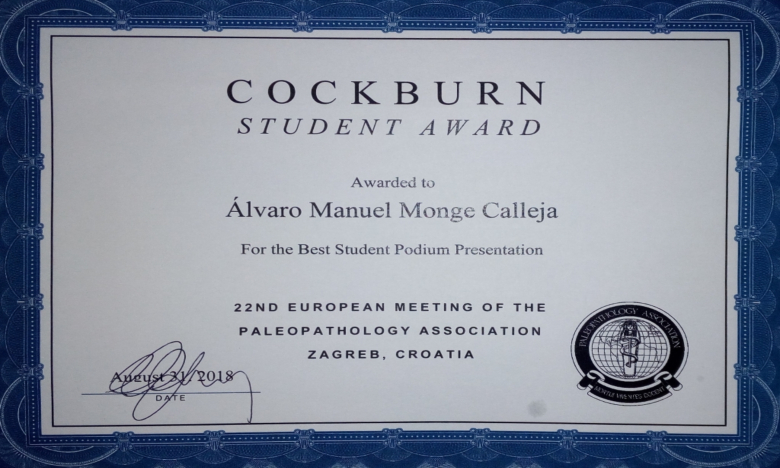 COCKBURN
STUDENT AWARD
Awarded to
Álvaro Manuel Monge Calleja
For the Best Student Podium Presentation
22ND EUROPEAN MEETING OF THE
PALEOPATHOLOGY ASSOCIATION
ZAGREB, CROATIA
August 31, 2018
DATE
PALEOPATHOLOGY ASSOCIATION